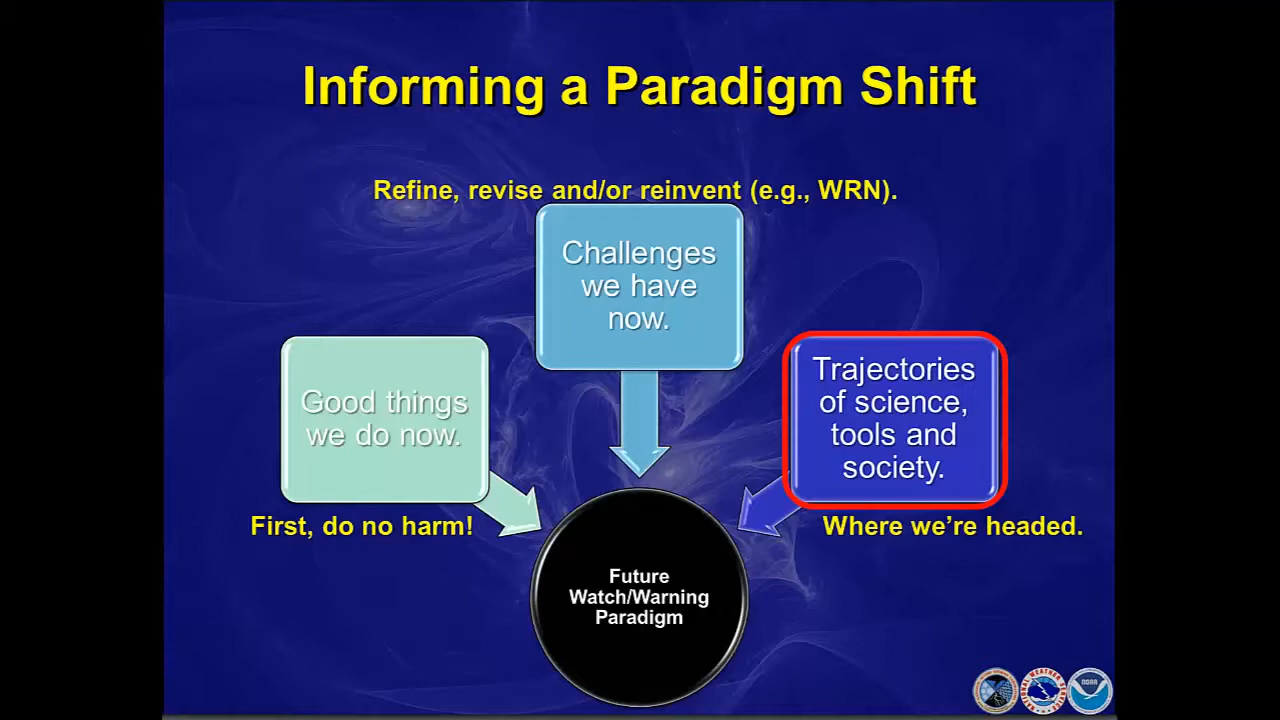 Informing a Paradigm Shift
Refine, revise and/or reinvent (e.g., WRN).
Challenges
we have
now.
Good things
we do now.
Trajectories
of science,
tools and
society.
First, do no harm!
Where we’re headed.
Future
Watch/Warning
Paradigm
NOAA